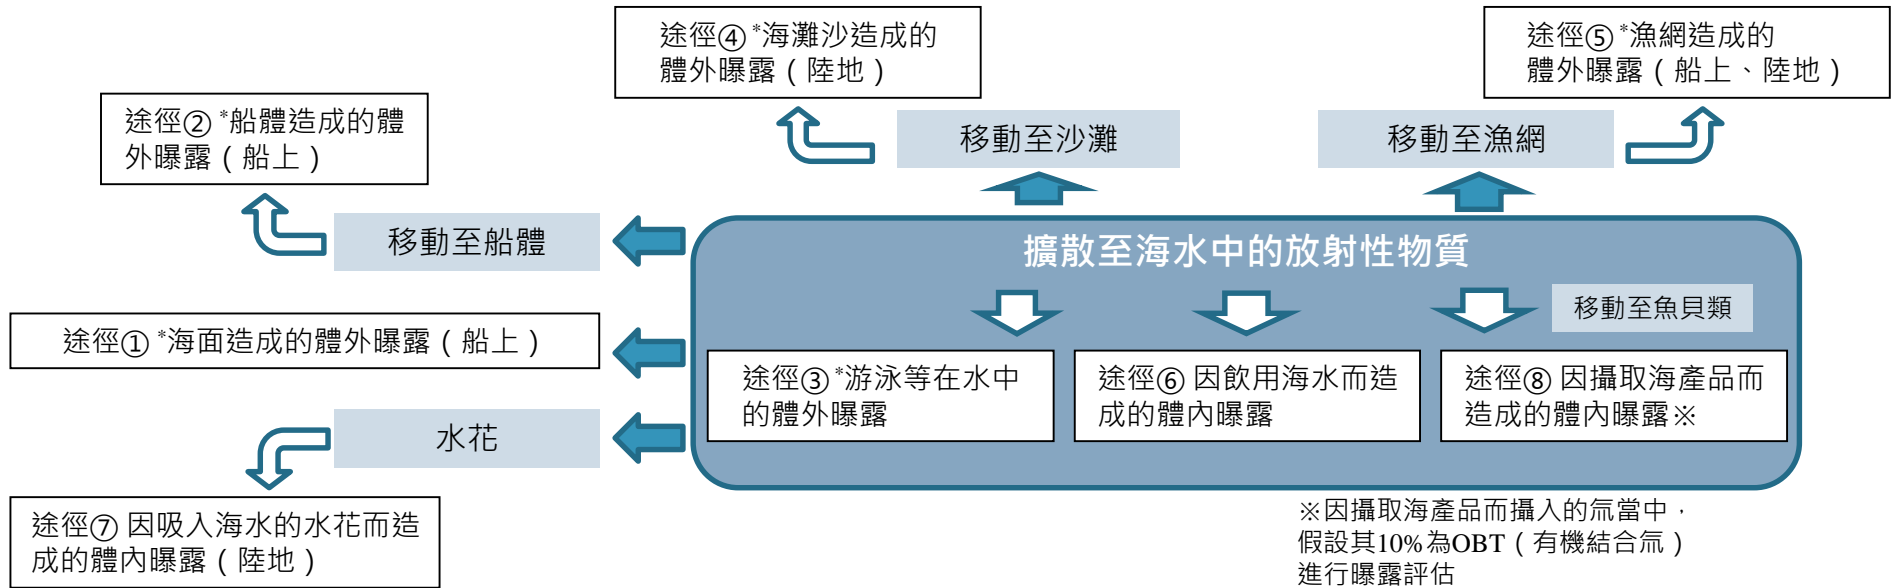 途徑④ *海灘沙造成的
體外曝露（陸地）
途徑⑤ *漁網造成的
體外曝露（船上、陸地）
途徑② *船體造成的體
外曝露（船上）
移動至沙灘
移動至漁網
移動至船體
擴散至海水中的放射性物質
移動至魚貝類
途徑① *海面造成的體外曝露（船上）
途徑③ *游泳等在水中
的體外曝露
途徑⑥ 因飲用海水而造
成的體內曝露
途徑⑧ 因攝取海產品而
造成的體內曝露※
水花
途徑⑦ 因吸入海水的水花而造
成的體內曝露（陸地）
※因攝取海產品而攝入的氚當中，
假設其10%為OBT（有機結合氚）
進行曝露評估